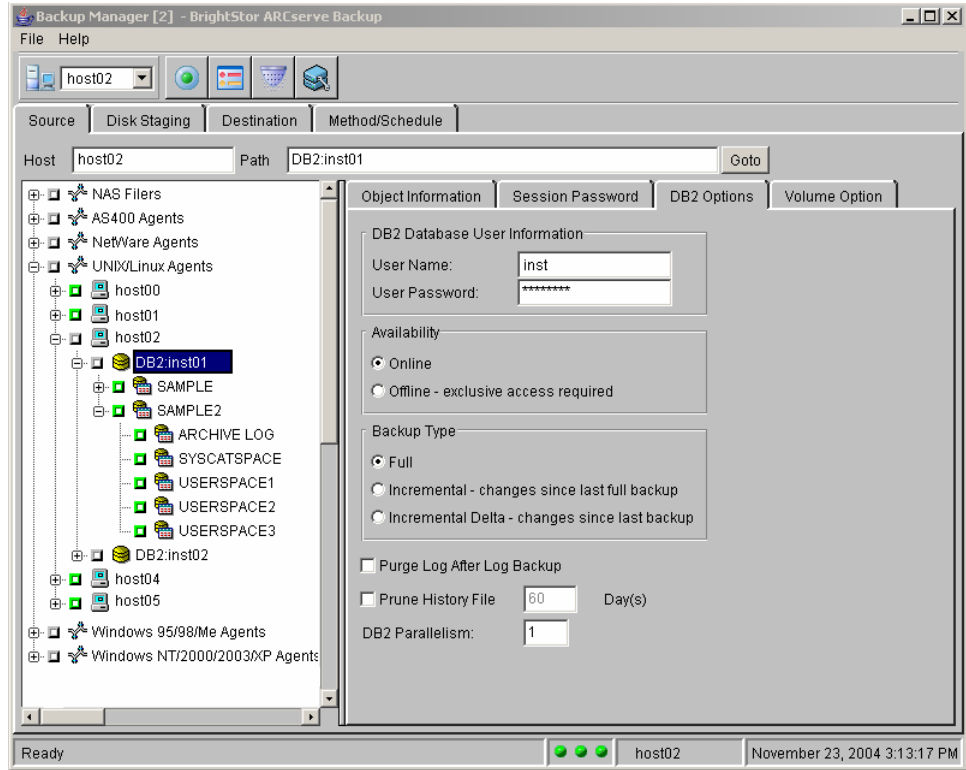 Backup Manager [2] - BrightStor ARCserve Backup
File Help
host02
Source Disk Staging Destination Method/Schedule
Host host02 Path DB2:inst01 Goto
NAS Filers
AS400 Agents
NetWare Agents
UNIX/Linux Agents
host00
host01
host02
DB2:inst01
SAMPLE
SAMPLE2
ARCHIVE LOG
SYSCATSPACE
USERSPACE1
USERSPACE2
USERSPACE3
DB2:inst02
host04
host05
Windows 95/98/Me Agents
Windows NT/2000/2003/XP Agents
Object Information Session Password DB2 Options Volume Option
DB2 Database User Information
User Name: inst
User Password: ********
Availability
Online
Offline - exclusive access required
Backup Type
Full
Incremental - changes since last full backup
Incremental Delta - changes since last backup
Purge Log After Log Backup
Prune History File 60 Day(s)
DB2 Parallelism: 1
Ready host02 November 23, 2004 3:13:17 PM